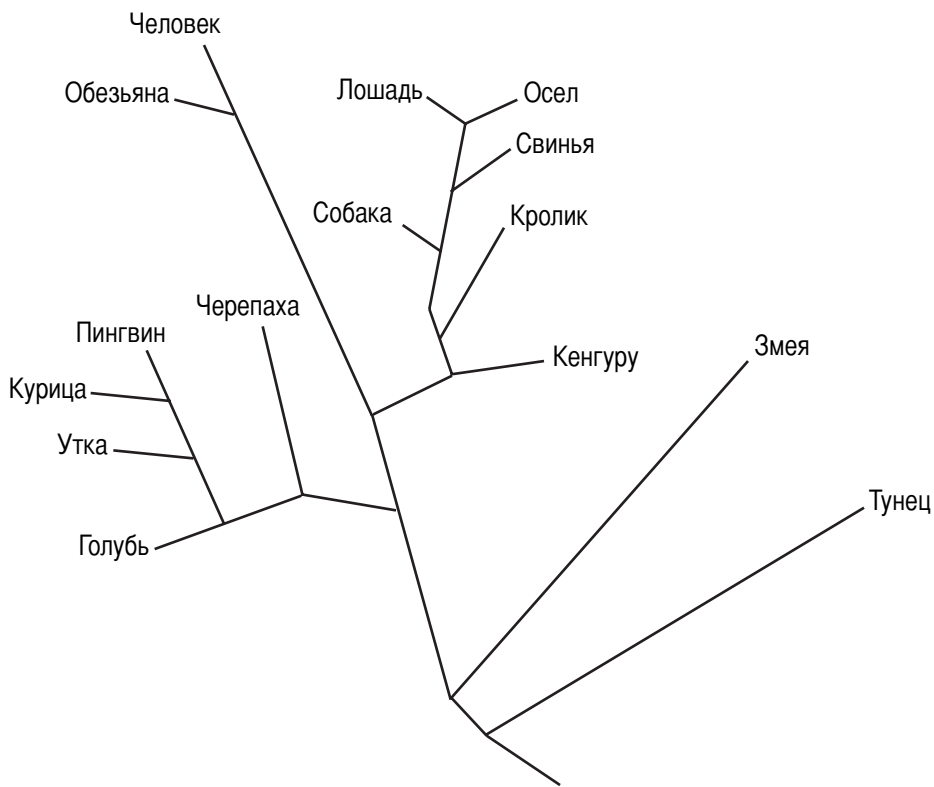 Человек
Обезьяна
Лошадь
Осел
Свинья
Собака
Кролик
Черепаха
Пингвин
Змея
Кенгуру
Курица
Утка
Тунец
Голубь